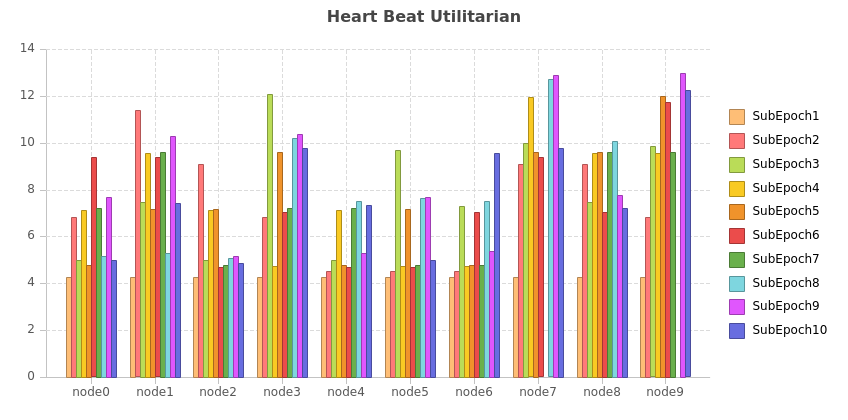 Heart Beat Utilitarian
14
12
10
8
6
4
2
0
node0 node1 node2 node3 node4 node5 node6 node7 node8 node9
SubEpoch1
SubEpoch2
SubEpoch3
SubEpoch4
SubEpoch5
SubEpoch6
SubEpoch7
SubEpoch8
SubEpoch9
SubEpoch10